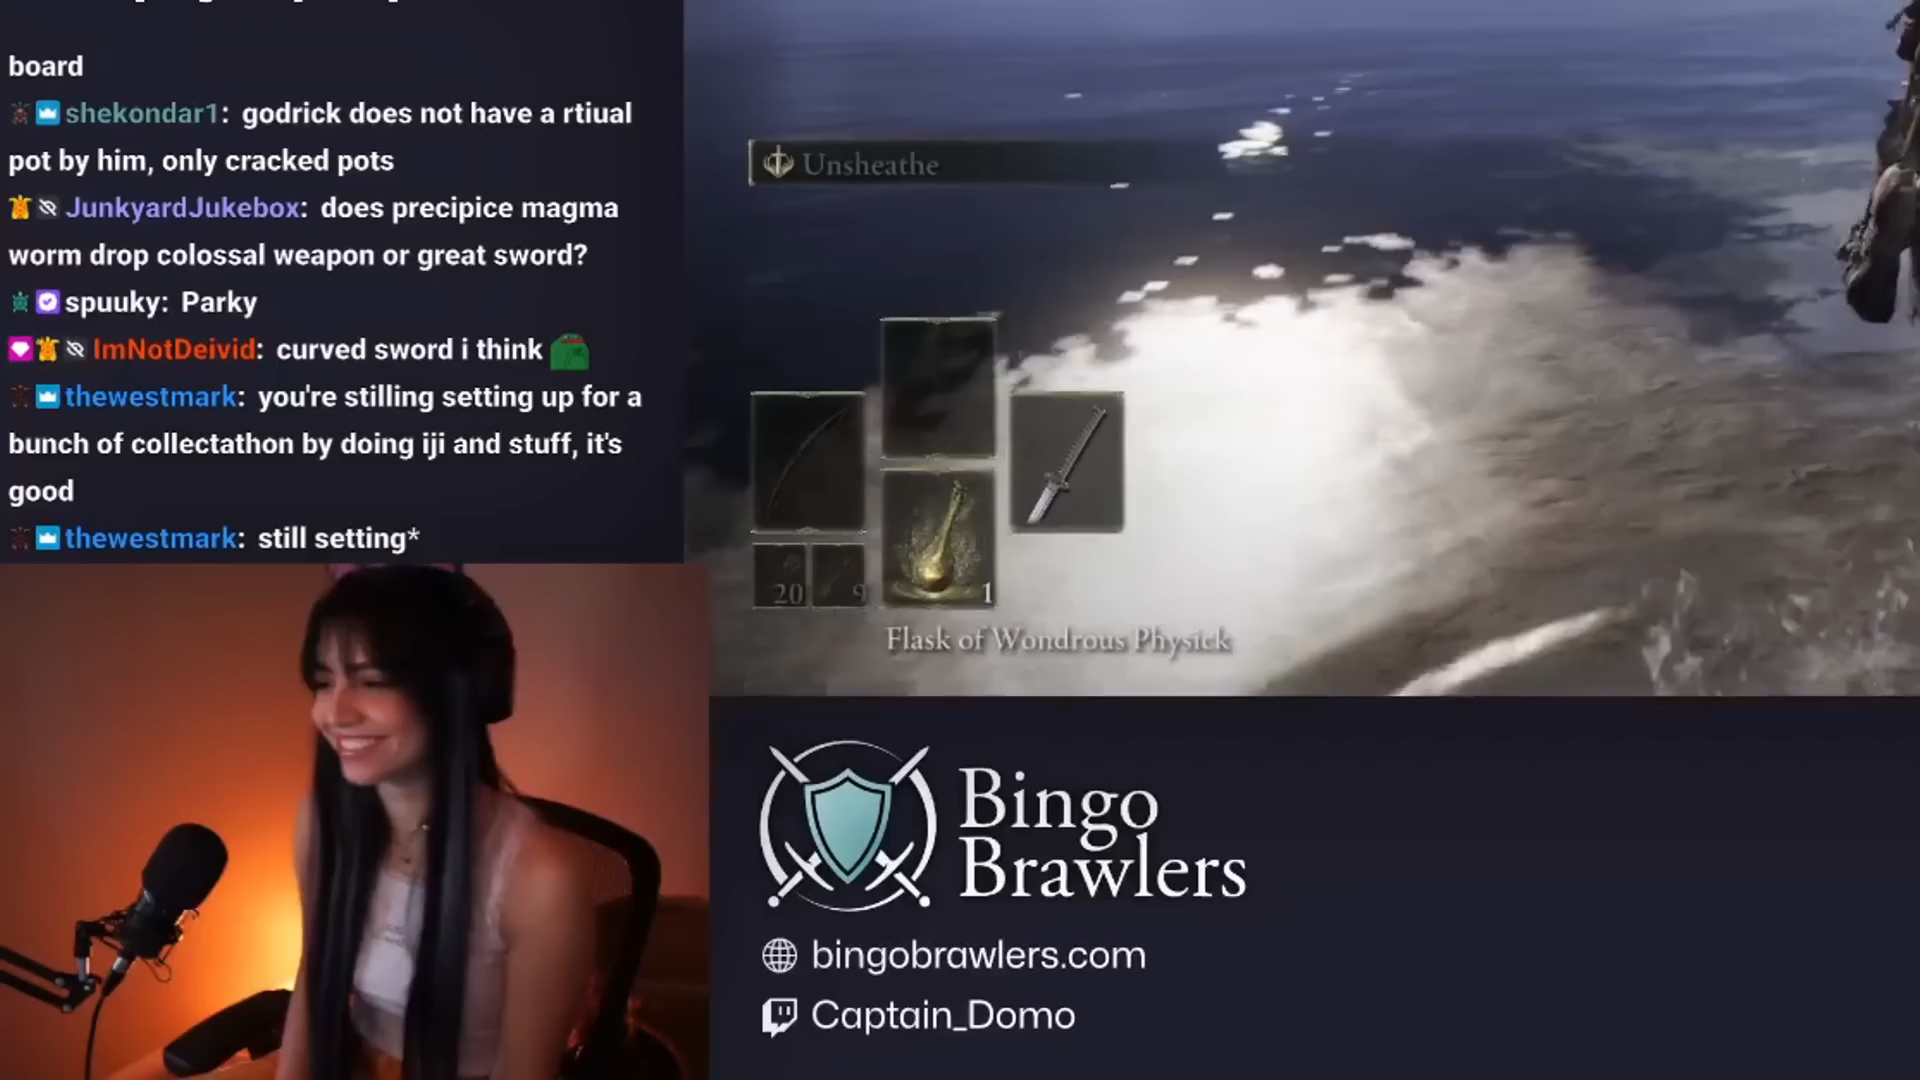 board
shekondar1: godrick does not have a rtiual
pot by him, only cracked pots
JunkyardJukebox: does precipice magma
worm drop colossal weapon or great sword?
spuuky: Parky
ImNotDeivid: curved sword i think
thewestmark: you're stilling setting up for a
bunch of collectathon by doing iji and stuff, it's
good
thewestmark: still setting*
Unsheathe
20
9
1
Flask of Wondrous Physick
Bingo
Brawlers
bingobrawlers.com
Captain_Domo